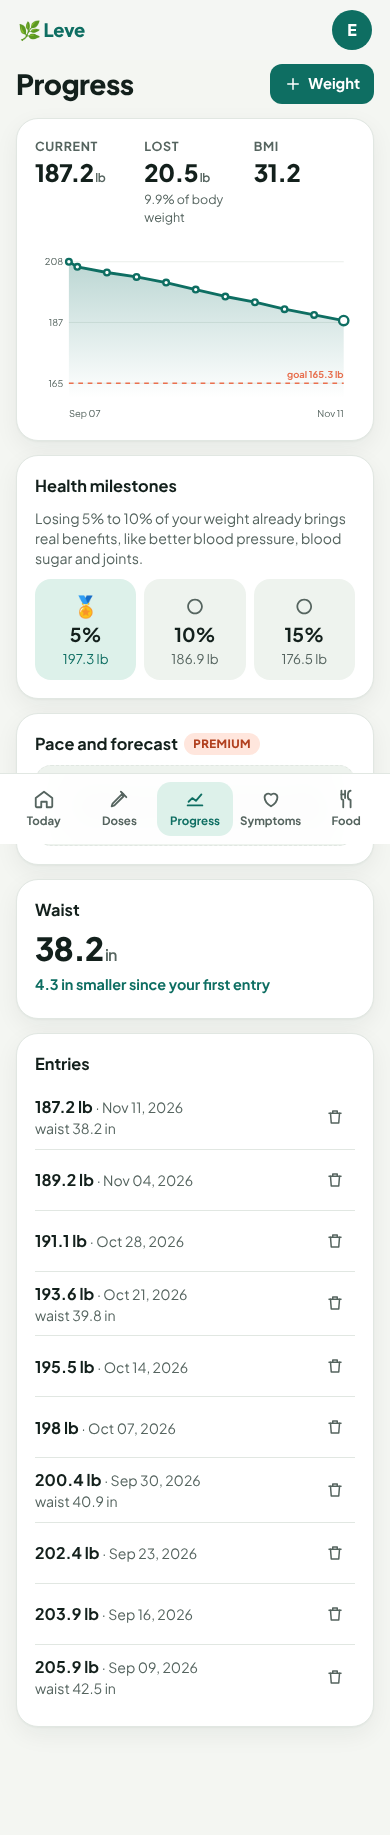 Leve
E
Progress
+ Weight
CURRENT
187.2 lb
LOST
20.5 lb
9.9% of body
weight
BMI
31.2
208
187
165
goal 165.3 lb
Sep 07
Nov 11
Health milestones
Losing 5% to 10% of your weight already brings
real benefits, like better blood pressure, blood
sugar and joints.
5%
197.3 lb
10%
186.9 lb
15%
176.5 lb
Pace and forecast PREMIUM
Today
Doses
Progress
Symptoms
Food
Waist
38.2 in
4.3 in smaller since your first entry
Entries
187.2 lb · Nov 11, 2026
waist 38.2 in
189.2 lb · Nov 04, 2026
191.1 lb · Oct 28, 2026
193.6 lb · Oct 21, 2026
waist 39.8 in
195.5 lb · Oct 14, 2026
198 lb · Oct 07, 2026
200.4 lb · Sep 30, 2026
waist 40.9 in
202.4 lb · Sep 23, 2026
203.9 lb · Sep 16, 2026
205.9 lb · Sep 09, 2026
waist 42.5 in